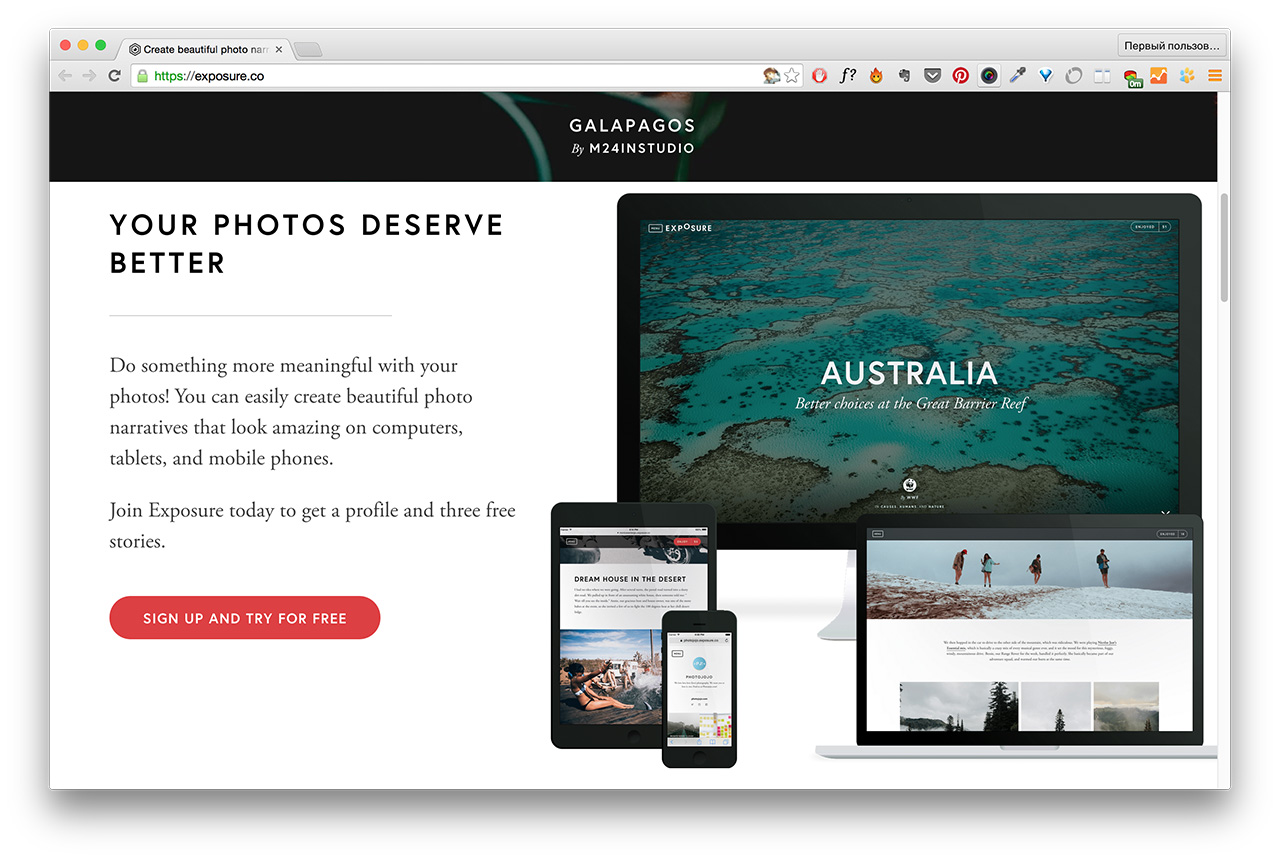 Create beautiful photo nar
Первый пользов...
https://exposure.co
f?
0m
GALAPAGOS
By M24INSTUDIO
YOUR PHOTOS DESERVE
BETTER
Do something more meaningful with your
photos! You can easily create beautiful photo
narratives that look amazing on computers,
tablets, and mobile phones.
Join Exposure today to get a profile and three free
stories.
SIGN UP AND TRY FOR FREE
MENU EXPOSURE
ENJOYED
AUSTRALIA
Better choices at the Great Barrier Reef
By WWF
DREAM HOUSE IN THE DESERT
PHOTOJOJO